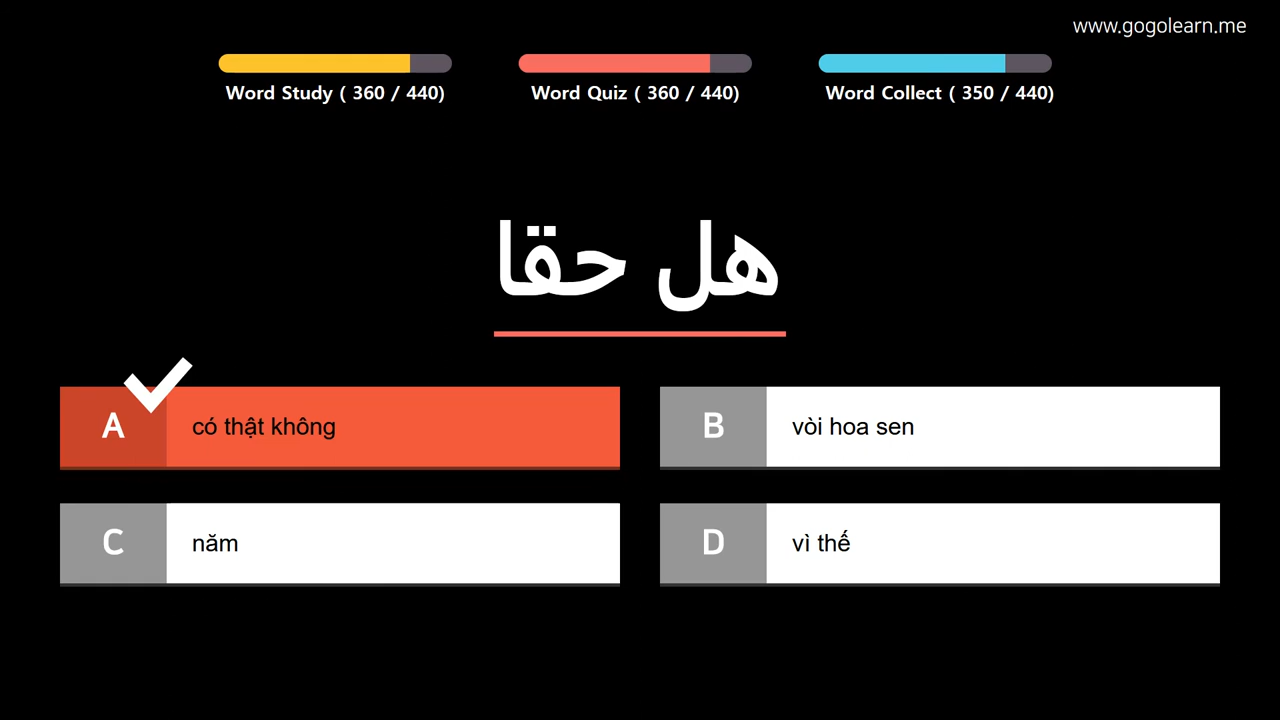 www.gogolearn.me
Word Study ( 360 / 440)
Word Quiz ( 360 / 440)
Word Collect ( 350 / 440)
هل حقا
A
có thật không
B
vòi hoa sen
C
năm
D
vì thế